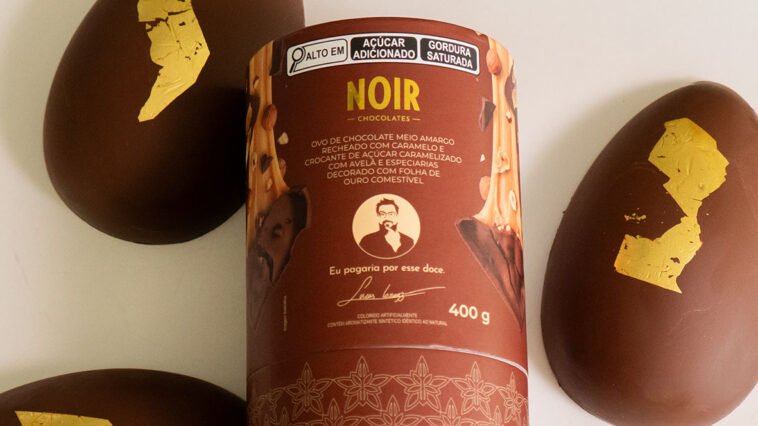 ALTO EM
AÇÚCAR
ADICIONADO
GORDURA
SATURADA
NOIR
CHOCOLATES
OVO DE CHOCOLATE MEIO AMARGO
RECHEADO COM CARAMELO E
CROCANTE DE AÇÚCAR CARAMELIZADO
COM AVELÃ E ESPECIARIAS
DECORADO COM FOLHA DE
OURO COMESTÍVEL
Eu pagaria por esse doce.
400 g
COLORIDO ARTIFICIALMENTE
CONTÉM AROMATIZANTE SINTÉTICO IDÊNTICO AO NATURAL